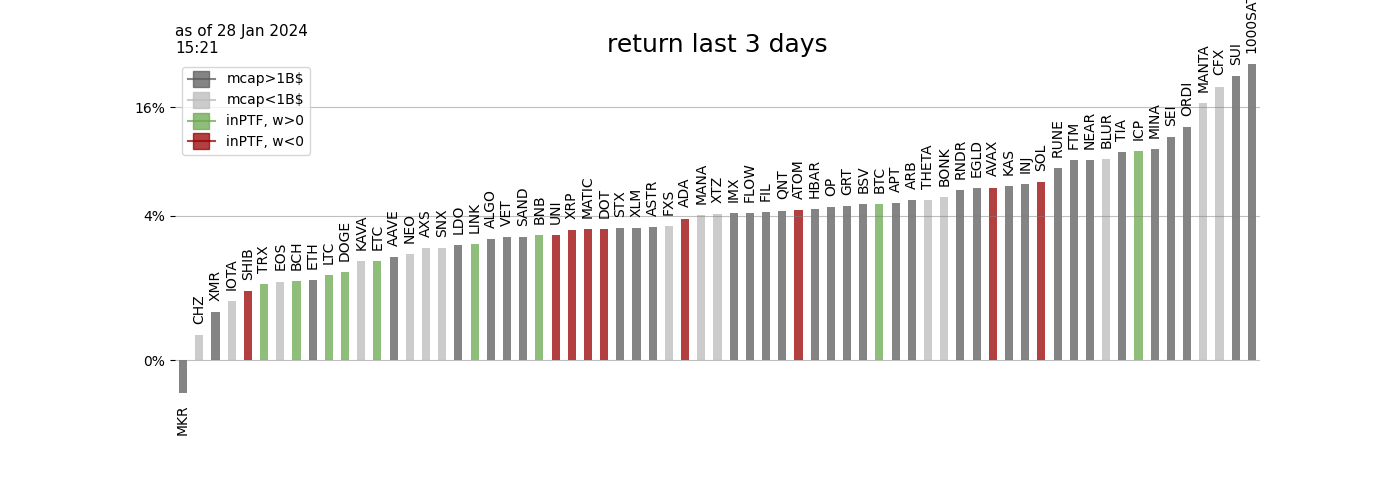 as of 28 Jan 2024
15:21
return last 3 days
mcap>1B$
mcap<1B$
inPTF, w>0
inPTF, w<0
16%
4%
0%
MKR
CHZ
XMR
IOTA
SHIB
TRX
EOS
BCH
ETH
LTC
DOGE
KAVA
ETC
AAVE
NEO
AXS
SNX
LDO
LINK
ALGO
VET
SAND
BNB
UNI
XRP
MATIC
DOT
STX
XLM
ASTR
FXS
ADA
MANA
XTZ
IMX
FLOW
FIL
QNT
ATOM
HBAR
OP
GRT
BSV
BTC
APT
ARB
THETA
BONK
RNDR
EGLD
AVAX
KAS
INJ
SOL
RUNE
FTM
NEAR
BLUR
TIA
ICP
MINA
SEI
ORDI
MANTA
CFX
SUI